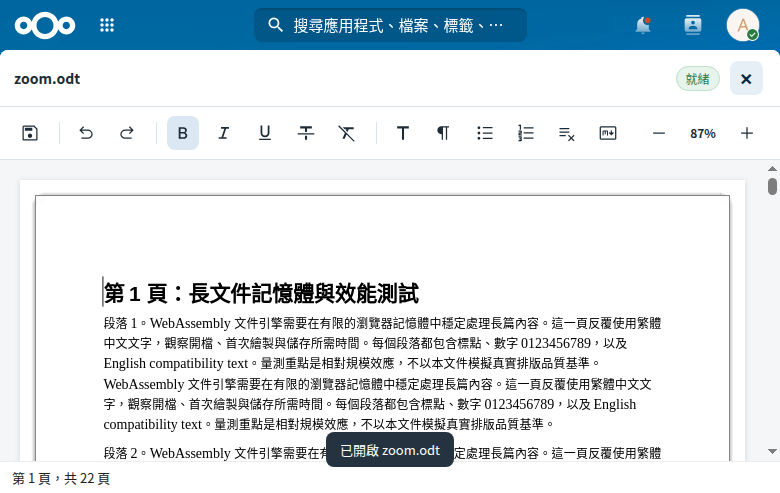 搜尋應用程式、檔案、標籤、…
A
zoom.odt
就緒
B I U T 87%
第 1 頁：長文件記憶體與效能測試
段落 1。WebAssembly 文件引擎需要在有限的瀏覽器記憶體中穩定處理長篇內容。這一頁反覆使用繁體
中文文字，觀察開檔、首次繪製與儲存所需時間。每個段落都包含標點、數字 0123456789，以及
English compatibility text。量測重點是相對規模效應，不以本文件模擬真實排版品質基準。
WebAssembly 文件引擎需要在有限的瀏覽器記憶體中穩定處理長篇內容。這一頁反覆使用繁體中文文
字，觀察開檔、首次繪製與儲存所需時間。每個段落都包含標點、數字 0123456789，以及 English
compatibility text。量測重點是相對規模效應，不以本文件模擬真實排版品質基準。
段落 2。WebAssembly 文件引擎需要在有
定處理長篇內容。這一頁反覆使用繁體
已開啟 zoom.odt
第 1 頁，共 22 頁